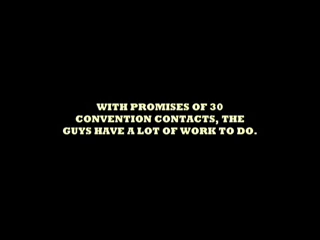 WITH PROMISES OF 30
CONVENTION CONTACTS, THE
GUYS HAVE A LOT OF WORK TO DO.